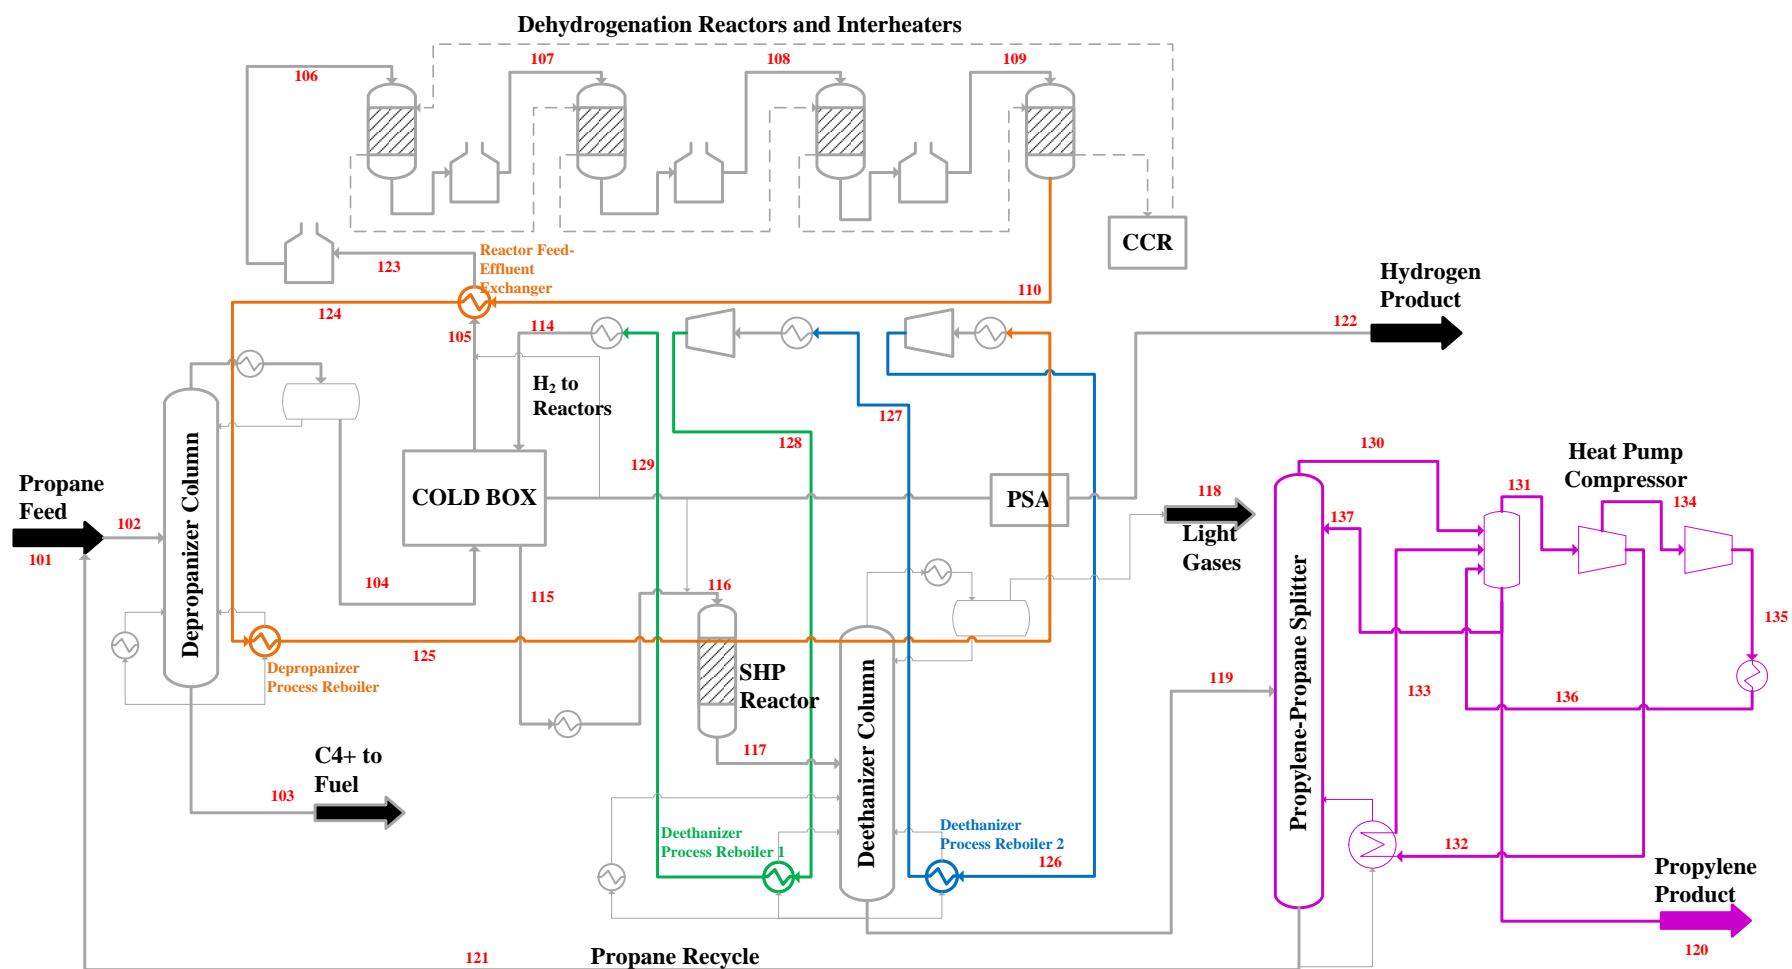 Dehydrogenation Reactors and Interheaters
106
107
108
109
CCR
123
Reactor Feed-
Effluent
Exchanger
110
124
105
114
Hydrogen
Product
122
H2 to
Reactors
127
128
129
130
Heat Pump
Compressor
131
134
137
Propane
Feed
102
101
Depropanizer Column
COLD BOX
PSA
118
Light
Gases
104
115
116
135
125
Depropanizer
Process Reboiler
SHP
Reactor
119
133
136
117
Deethanizer Column
Propylene-Propane Splitter
C4+ to
Fuel
103
Deethanizer
Process Reboiler 1
Deethanizer
Process Reboiler 2
126
132
Propylene
Product
120
121
Propane Recycle